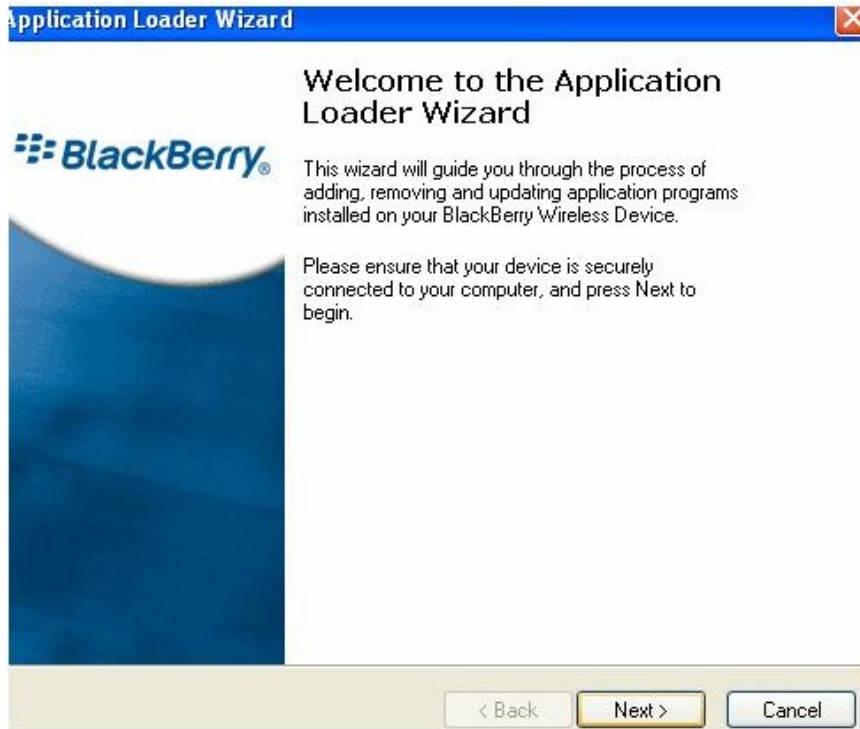 Application Loader Wizard
Welcome to the Application
Loader Wizard
BlackBerry®
This wizard will guide you through the process of
adding, removing and updating application programs
installed on your BlackBerry Wireless Device.
Please ensure that your device is securely
connected to your computer, and press Next to
begin.
< Back
Next >
Cancel